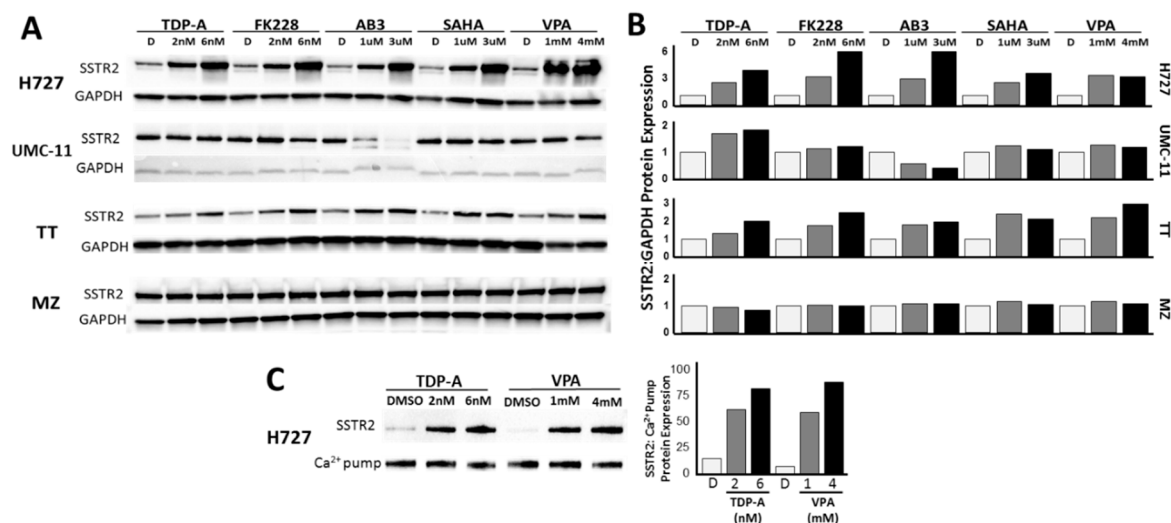 A
TDP-A FK228 AB3 SAHA VPA
D 2nM 6nM D 2nM 6nM D 1uM 3uM D 1uM 3uM D 1mM 4mM
H727
SSTR2
GAPDH
UMC-11
SSTR2
GAPDH
TT
SSTR2
GAPDH
MZ
SSTR2
GAPDH
B
TDP-A FK228 AB3 SAHA VPA
D 2nM 6nM D 2nM 6nM D 1uM 3uM D 1uM 3uM D 1mM 4mM
SSTR2:GAPDH Protein Expression
6
3
0
H727
2
1
0
UMC-11
3
2
1
0
TT
2
1
0
MZ
C
TDP-A VPA
DMSO 2nM 6nM DMSO 1mM 4mM
H727
SSTR2
Ca2+ pump
SSTR2: Ca2+ Pump
Protein Expression
100
75
50
25
0
D 2 6 D 1 4
TDP-A VPA
(nM) (mM)